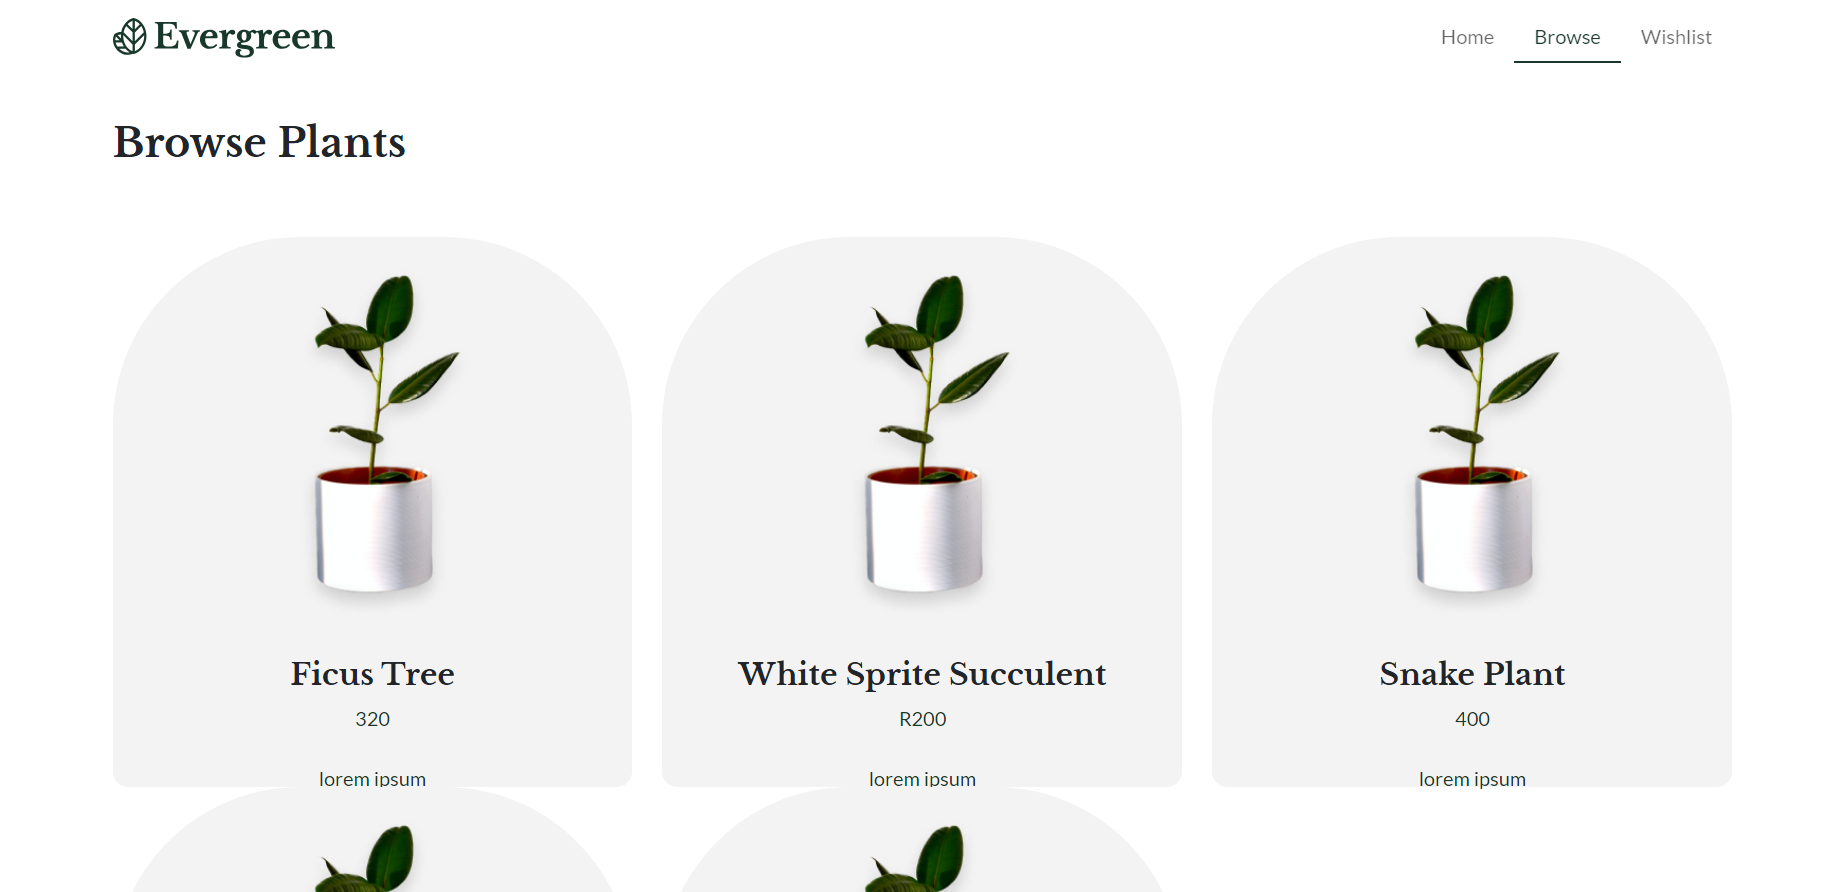 Evergreen
Home Browse Wishlist
Browse Plants
Ficus Tree
320
lorem ipsum
White Sprite Succulent
R200
lorem ipsum
Snake Plant
400
lorem ipsum